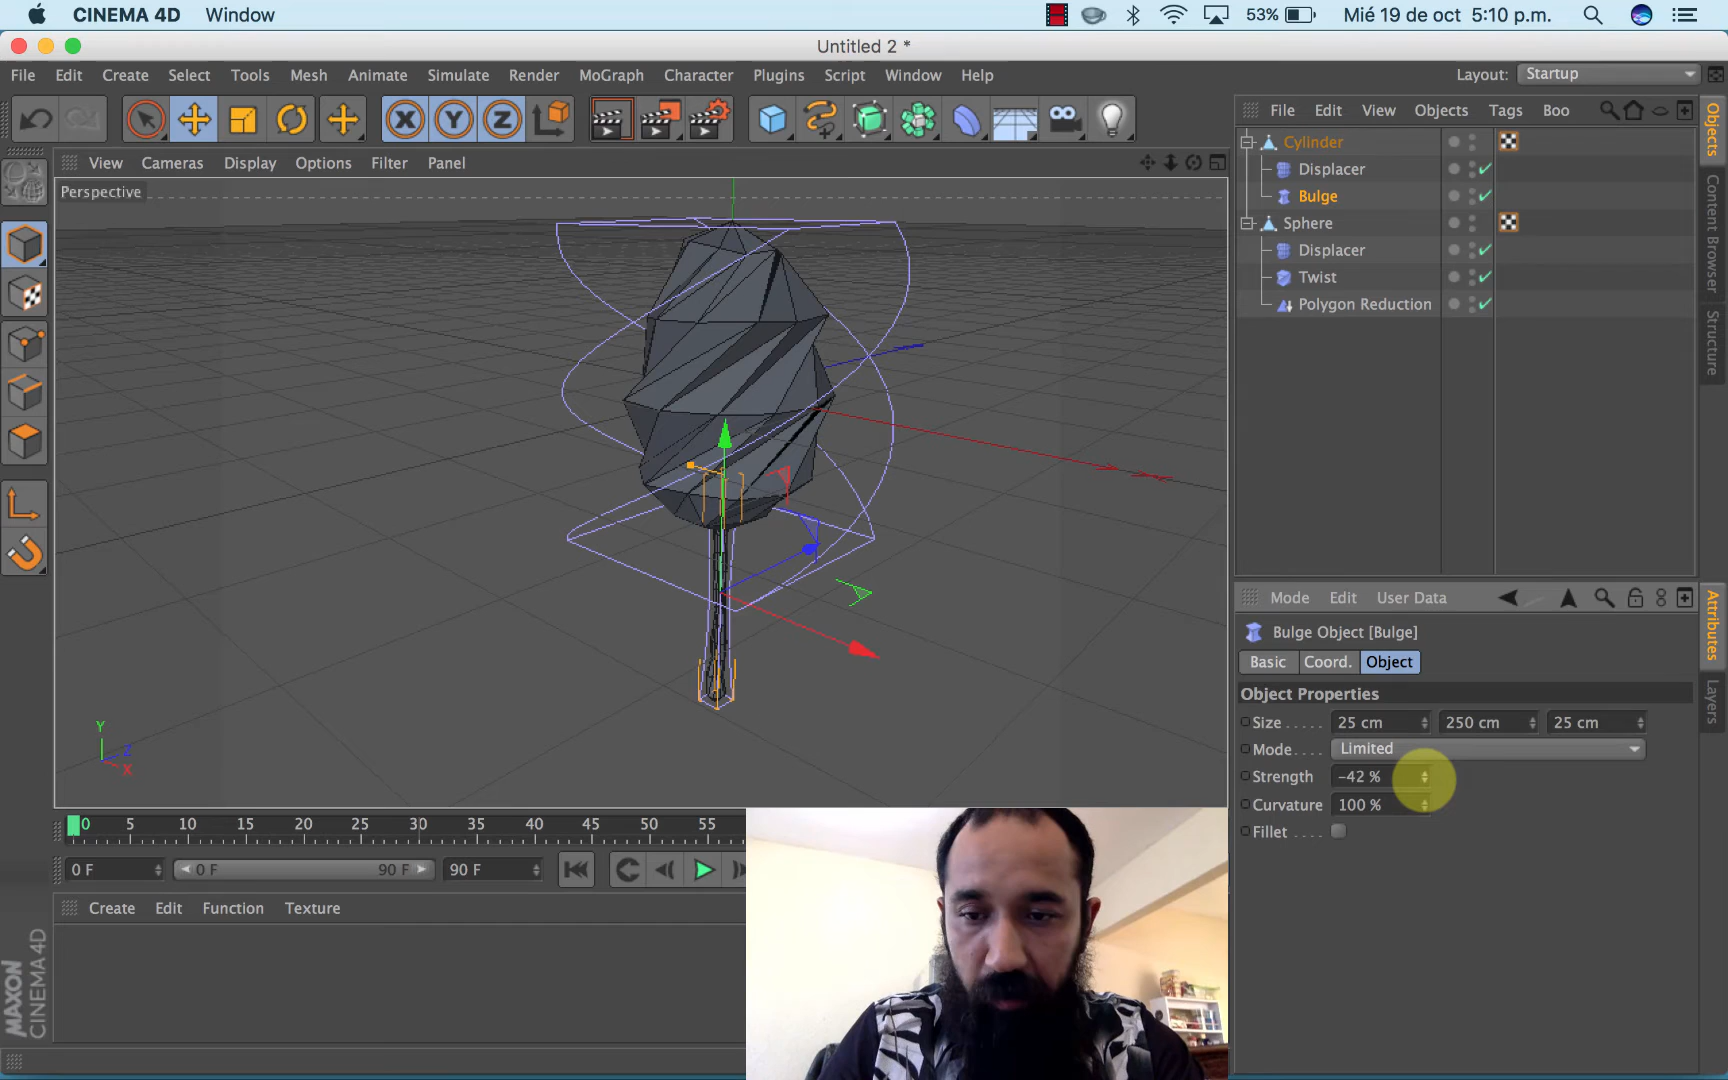 CINEMA 4D Window 53% Mié 19 de oct 5:10 p.m.
Untitled 2 *
File Edit Create Select Tools Mesh Animate Simulate Render MoGraph Character Plugins Script Window Help Layout: Startup
X Y Z
File Edit View Objects Tags Boo
View Cameras Display Options Filter Panel
Perspective
Cylinder
Displacer
Bulge
Sphere
Displacer
Twist
Polygon Reduction
Objects
Content Browser
Structure
Y
Z
X
Mode Edit User Data
Bulge Object [Bulge]
Basic Coord. Object
Object Properties
Size 25 cm 250 cm 25 cm
Mode Limited
Strength -42 %
Curvature 100 %
Fillet
Attributes
Layers
0 5 10 15 20 25 30 35 40 45 50 55
0 F 0 F 90 F 90 F
Create Edit Function Texture
MAXON
CINEMA 4D